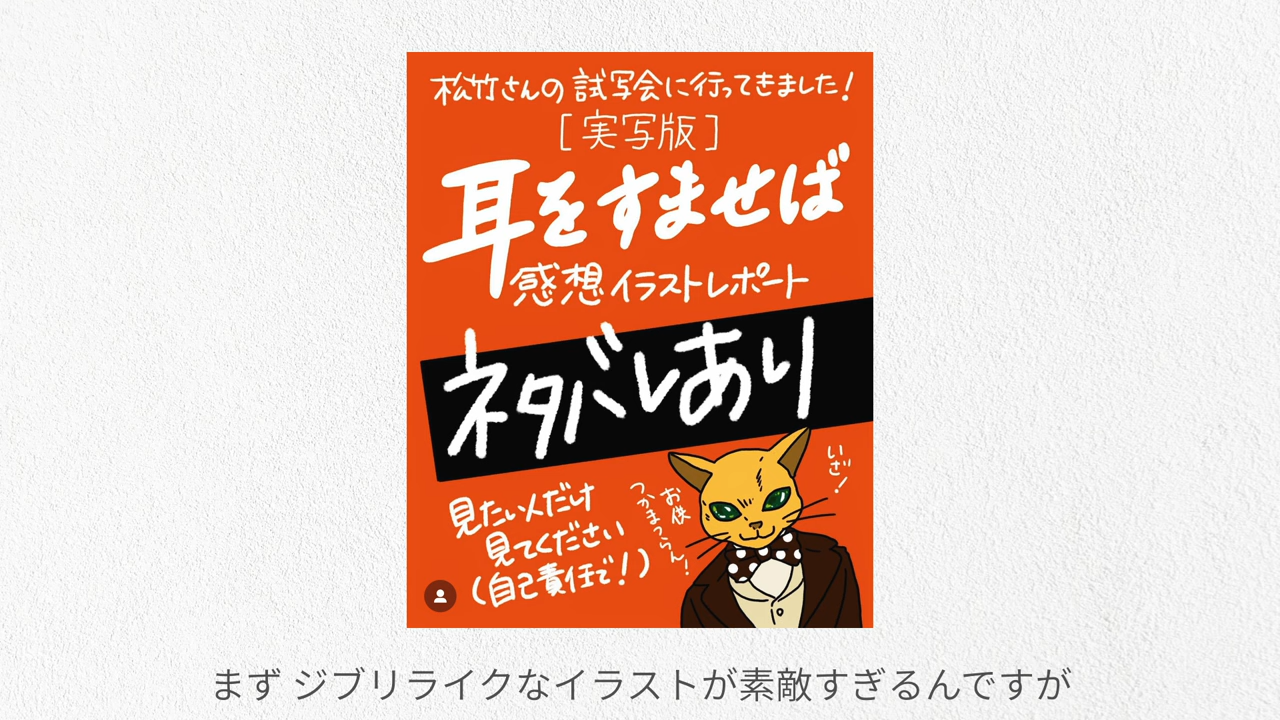 松竹さんの試写会に行ってきました!
[実写版]
耳をすませば
感想イラストレポート
ネタバレあり
見たい人だけ
見てください
(自己責任で!)
お供
つかまつらん!
いざ!
まず ジブリライクなイラストが素敵すぎるんですが